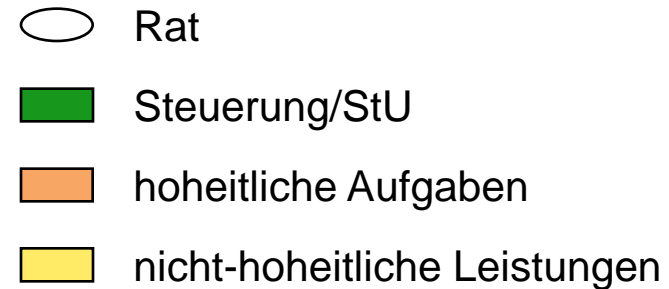 Rat
Steuerung/StU
hoheitliche Aufgaben
nicht-hoheitliche Leistungen